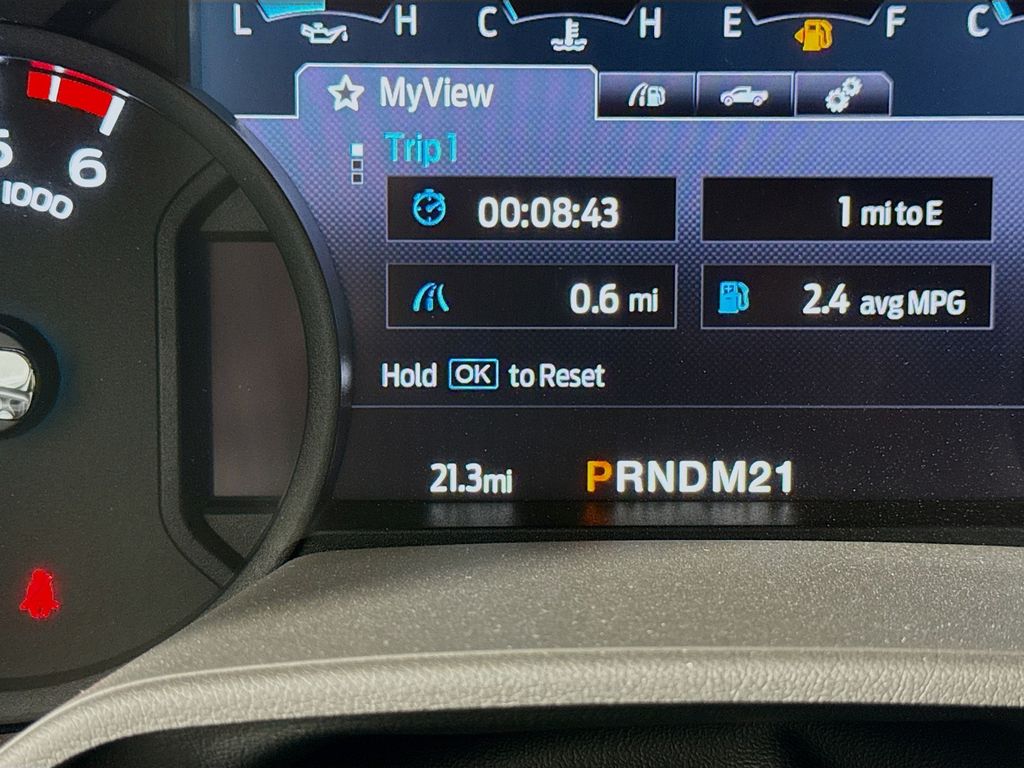 L H C H E F C
MyView
5 6
1000
Trip 1
00:08:43 1 mi to E
0.6 mi 2.4 avg MPG
Hold OK to Reset
21.3mi PRNDM21